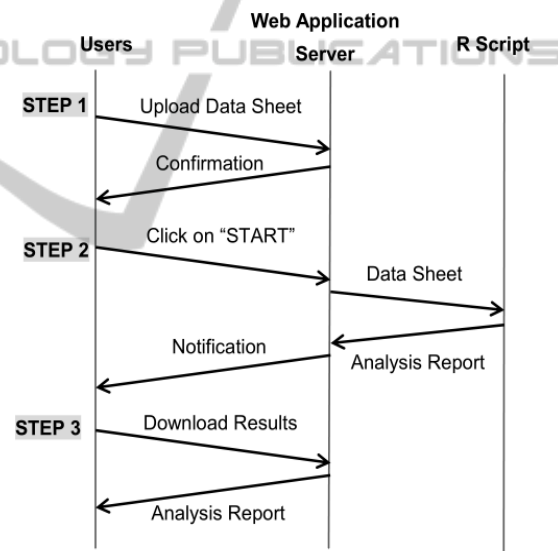 Web Application
Users
Server
R Script
STEP 1
Upload Data Sheet
Confirmation
STEP 2
Click on “START”
Data Sheet
Notification
Analysis Report
STEP 3
Download Results
Analysis Report
PUBLICATIONS